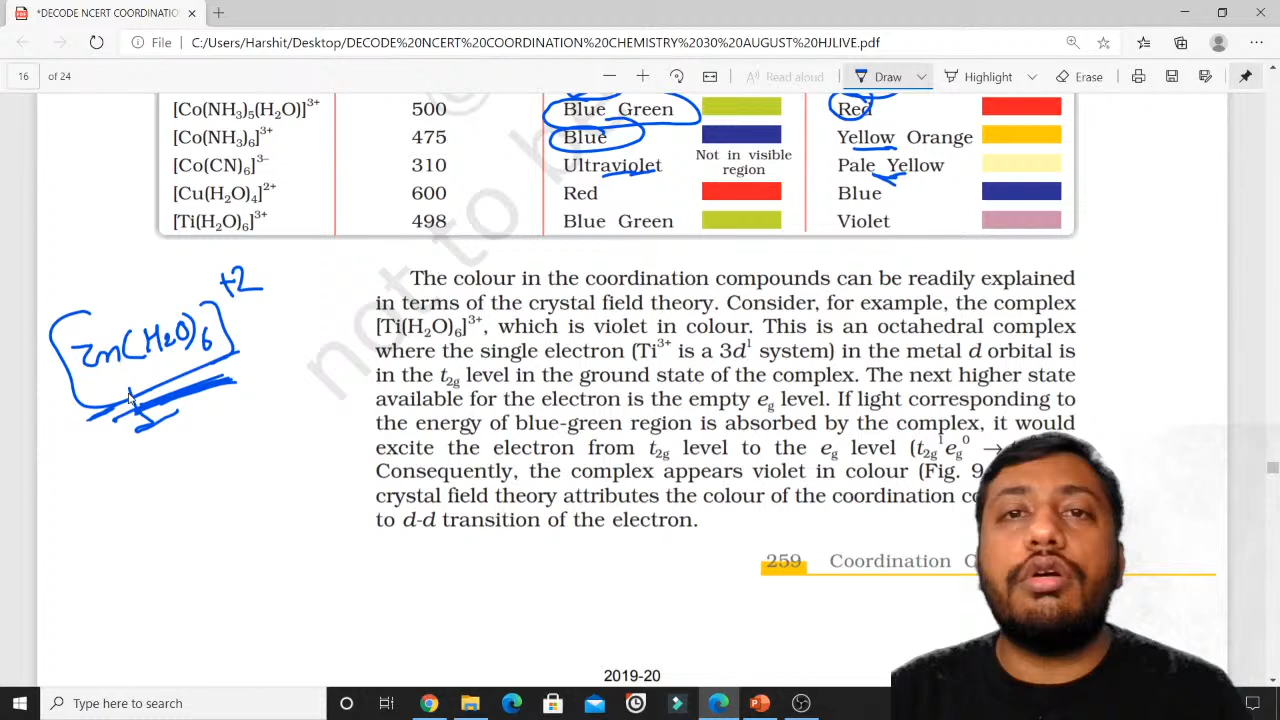 *DECODE NCERT COORDINATION
File C:/Users/Harshit/Desktop/DECODE%20NCERT%20COORDINATION%20CHEMISTRY%2030%20AUGUST%20HJLIVE.pdf
16 of 24 Read aloud Draw Highlight Erase
[Co(NH₃)₅(H₂O)]³⁺ 500 Blue Green Red
[Co(NH₃)₆]³⁺ 475 Blue Yellow Orange
[Co(CN)₆]³⁻ 310 Ultraviolet Not in visible region Pale Yellow
[Cu(H₂O)₄]²⁺ 600 Red Blue
[Ti(H₂O)₆]³⁺ 498 Blue Green Violet
[Zn(H₂O)₆]⁺²
The colour in the coordination compounds can be readily explained
in terms of the crystal field theory. Consider, for example, the complex
[Ti(H₂O)₆]³⁺, which is violet in colour. This is an octahedral complex
where the single electron (Ti³⁺ is a 3d¹ system) in the metal d orbital is
in the t₂g level in the ground state of the complex. The next higher state
available for the electron is the empty eg level. If light corresponding to
the energy of blue-green region is absorbed by the complex, it would
excite the electron from t₂g level to the eg level (t₂g¹eg⁰ →
Consequently, the complex appears violet in colour (Fig. 9
crystal field theory attributes the colour of the coordination
to d-d transition of the electron.
259 Coordination
2019-20
not to be
Type here to search